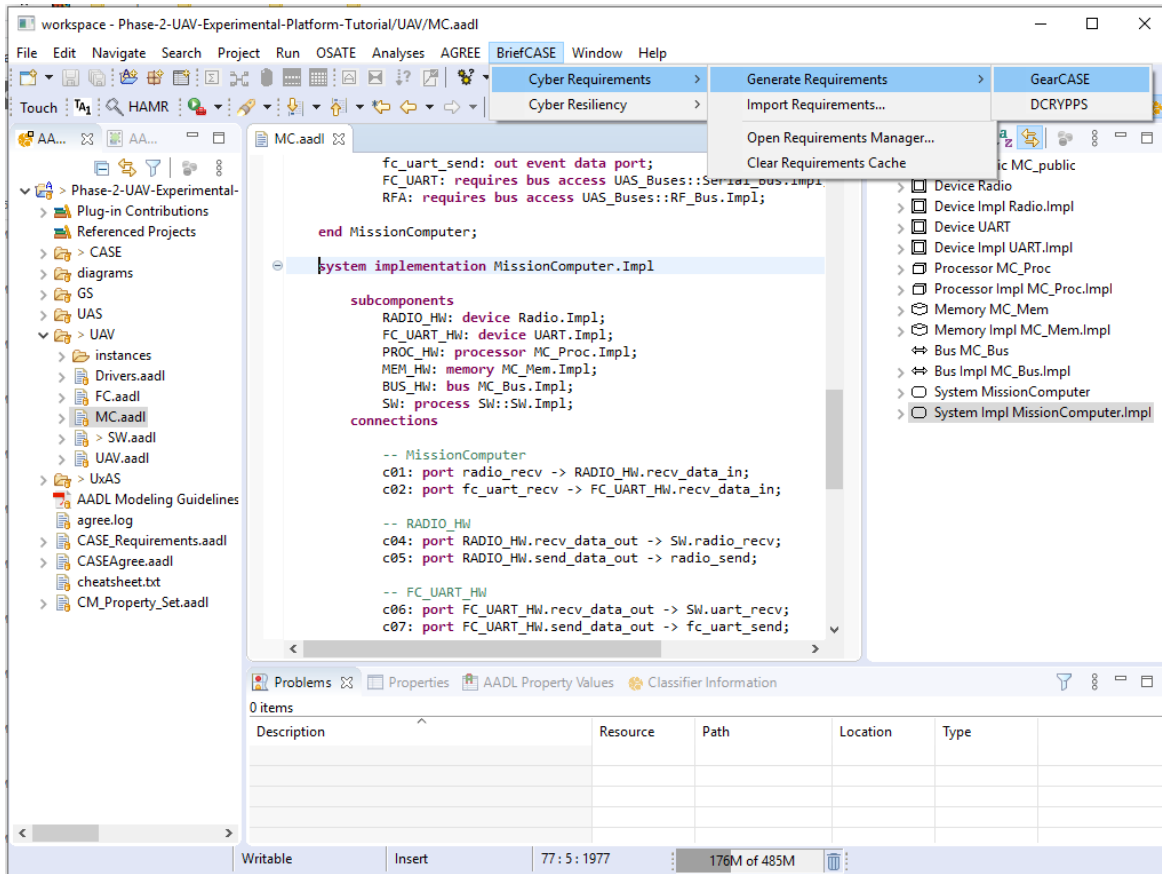 workspace - Phase-2-UAV-Experimental-Platform-Tutorial/UAV/MC.aadl
File Edit Navigate Search Project Run OSATE Analyses AGREE BriefCASE Window Help
Cyber Requirements
Cyber Resiliency
Generate Requirements
Import Requirements...
Open Requirements Manager...
Clear Requirements Cache
GearCASE
DCRYPPS
Touch HAMR
AA...
AA...
> Phase-2-UAV-Experimental-
Plug-in Contributions
Referenced Projects
> CASE
diagrams
GS
UAS
> UAV
instances
Drivers.aadl
FC.aadl
MC.aadl
> SW.aadl
UAV.aadl
> UxAS
AADL Modeling Guidelines
agree.log
CASE_Requirements.aadl
CASEAgree.aadl
cheatsheet.txt
CM_Property_Set.aadl
MC.aadl
fc_uart_send: out event data port;
FC_UART: requires bus access UAS_Buses::Serial_Bus.Impl
RFA: requires bus access UAS_Buses::RF_Bus.Impl;
end MissionComputer;
system implementation MissionComputer.Impl
subcomponents
RADIO_HW: device Radio.Impl;
FC_UART_HW: device UART.Impl;
PROC_HW: processor MC_Proc.Impl;
MEM_HW: memory MC_Mem.Impl;
BUS_HW: bus MC_Bus.Impl;
SW: process SW::SW.Impl;
connections
-- MissionComputer
c01: port radio_recv -> RADIO_HW.recv_data_in;
c02: port fc_uart_recv -> FC_UART_HW.recv_data_in;
-- RADIO_HW
c04: port RADIO_HW.recv_data_out -> SW.radio_recv;
c05: port RADIO_HW.send_data_out -> radio_send;
-- FC_UART_HW
c06: port FC_UART_HW.recv_data_out -> SW.uart_recv;
c07: port FC_UART_HW.send_data_out -> fc_uart_send;
MC_public
Device Radio
Device Impl Radio.Impl
Device UART
Device Impl UART.Impl
Processor MC_Proc
Processor Impl MC_Proc.Impl
Memory MC_Mem
Memory Impl MC_Mem.Impl
Bus MC_Bus
Bus Impl MC_Bus.Impl
System MissionComputer
System Impl MissionComputer.Impl
Problems Properties AADL Property Values Classifier Information
0 items
Description Resource Path Location Type
Writable Insert 77 : 5 : 1977 176M of 485M